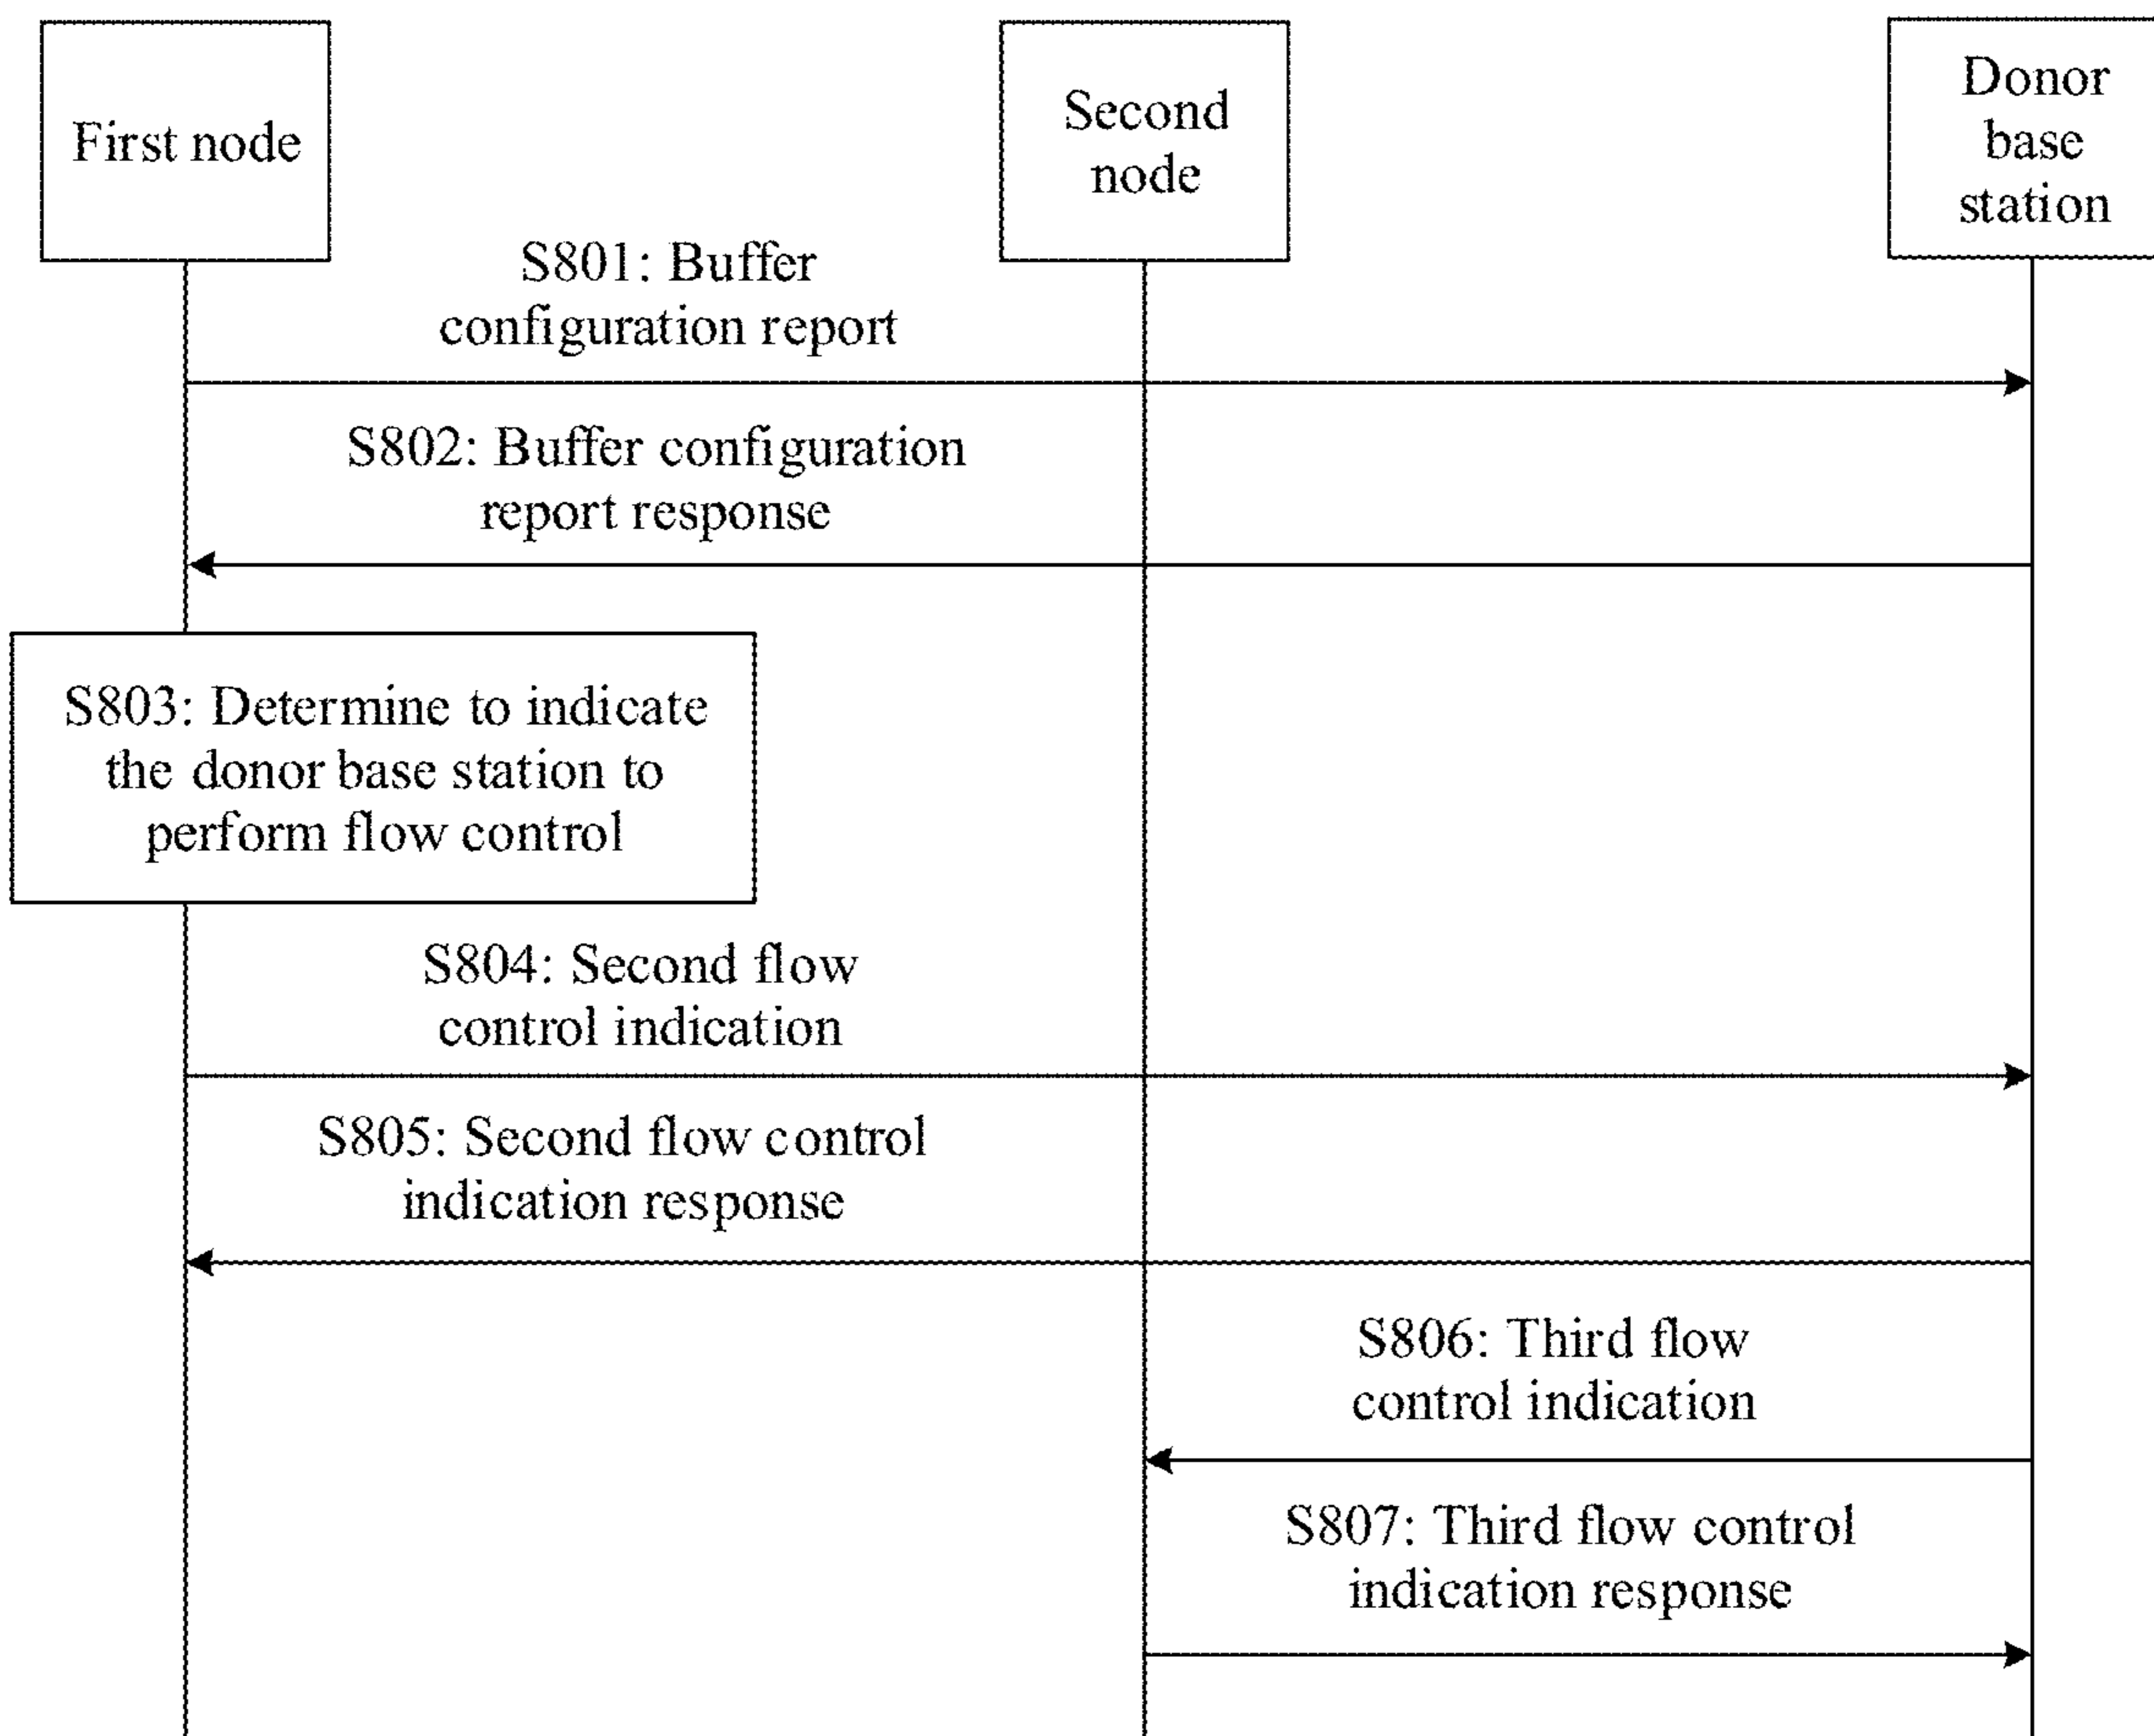 First node
Second
node
Donor
base
station
S801: Buffer
configuration report
S802: Buffer configuration
report response
S803: Determine to indicate
the donor base station to
perform flow control
S804: Second flow
control indication
S805: Second flow control
indication response
S806: Third flow
control indication
S807: Third flow control
indication response